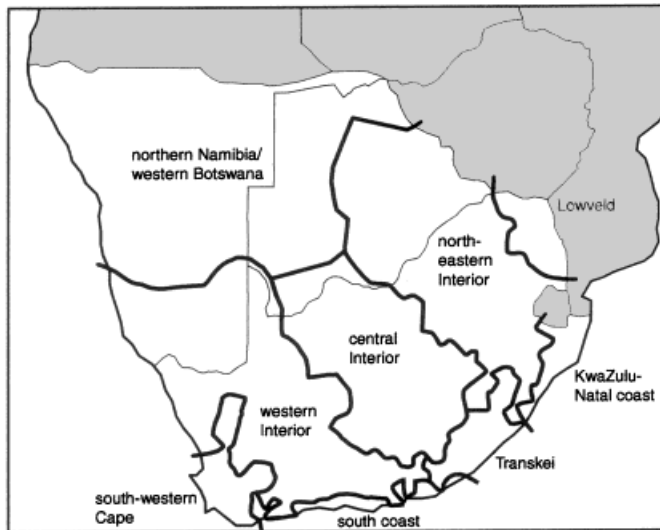 northern Namibia/
western Botswana
Lowveld
north-
eastern
Interior
central
Interior
KwaZulu-
Natal coast
western
Interior
Transkei
south-western
Cape
south coast